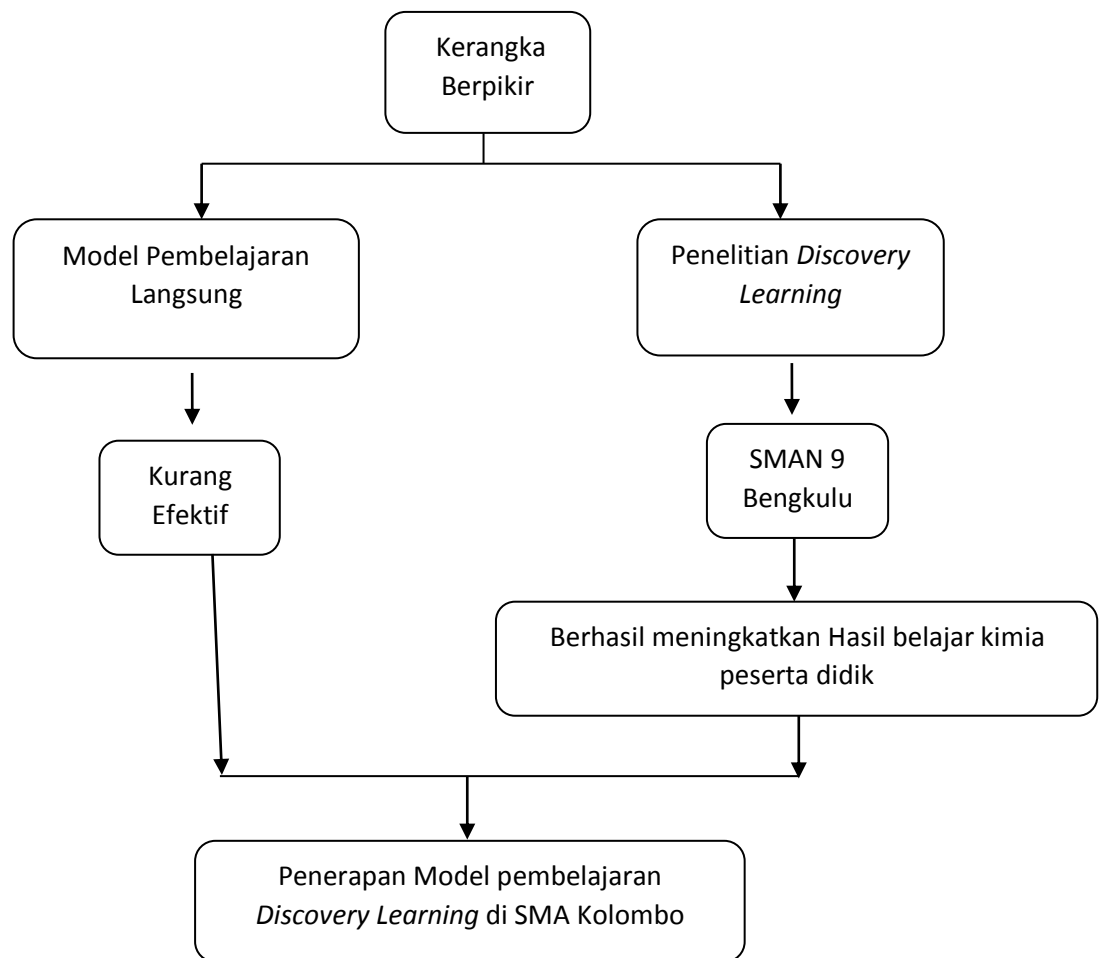 Kerangka
Berpikir
Model Pembelajaran
Langsung
Penelitian Discovery
Learning
Kurang
Efektif
SMAN 9
Bengkulu
Berhasil meningkatkan Hasil belajar kimia
peserta didik
Penerapan Model pembelajaran
Discovery Learning di SMA Kolombo